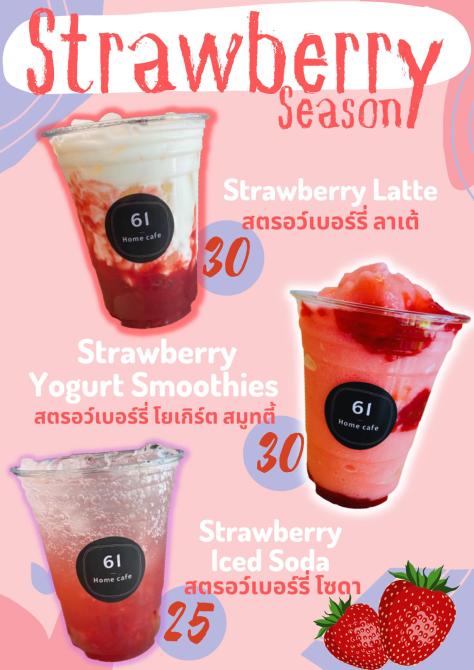 Strawberry
Season
61
Home cafe
Strawberry Latte
สตรอว์เบอร์รี่ ลาเต้
30
Strawberry
Yogurt Smoothies
สตรอว์เบอร์รี่ โยเกิร์ต สมูทตี้
30
61
Home cafe
61
Home cafe
Strawberry
Iced Soda
สตรอว์เบอร์รี่ โซดา
25